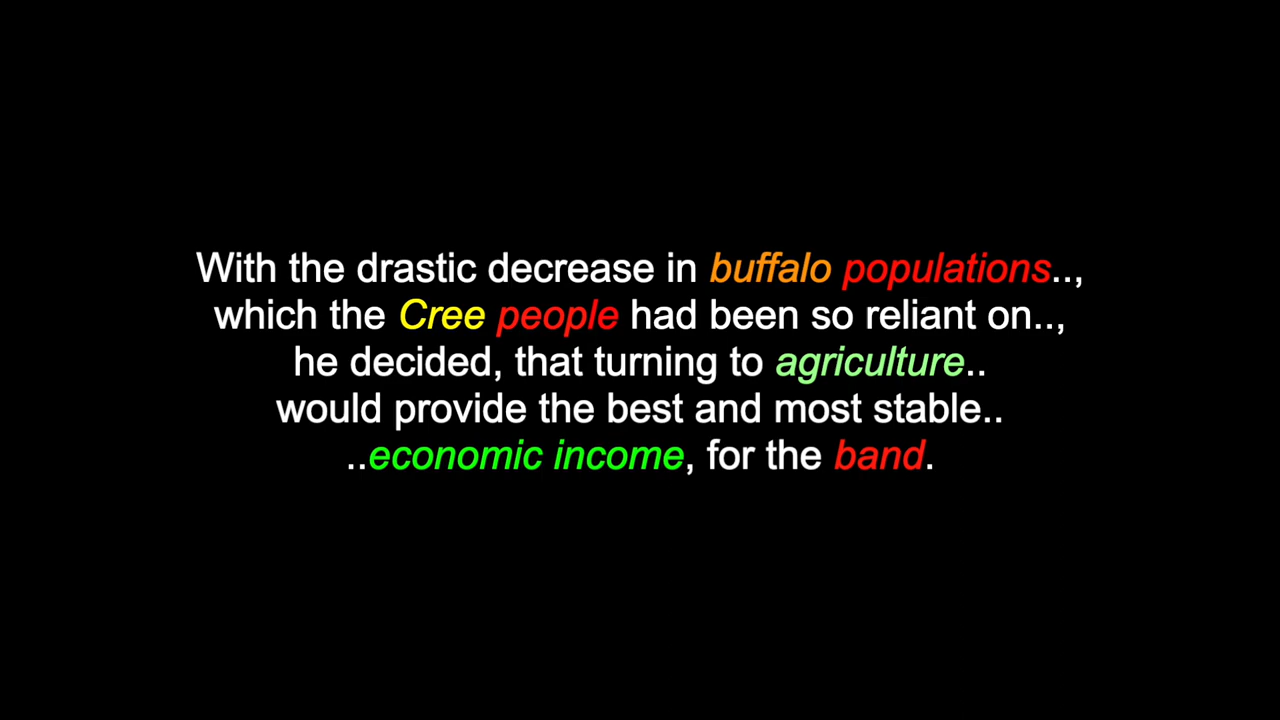 With the drastic decrease in buffalo populations..,
which the Cree people had been so reliant on..,
he decided, that turning to agriculture..
would provide the best and most stable..
..economic income, for the band.